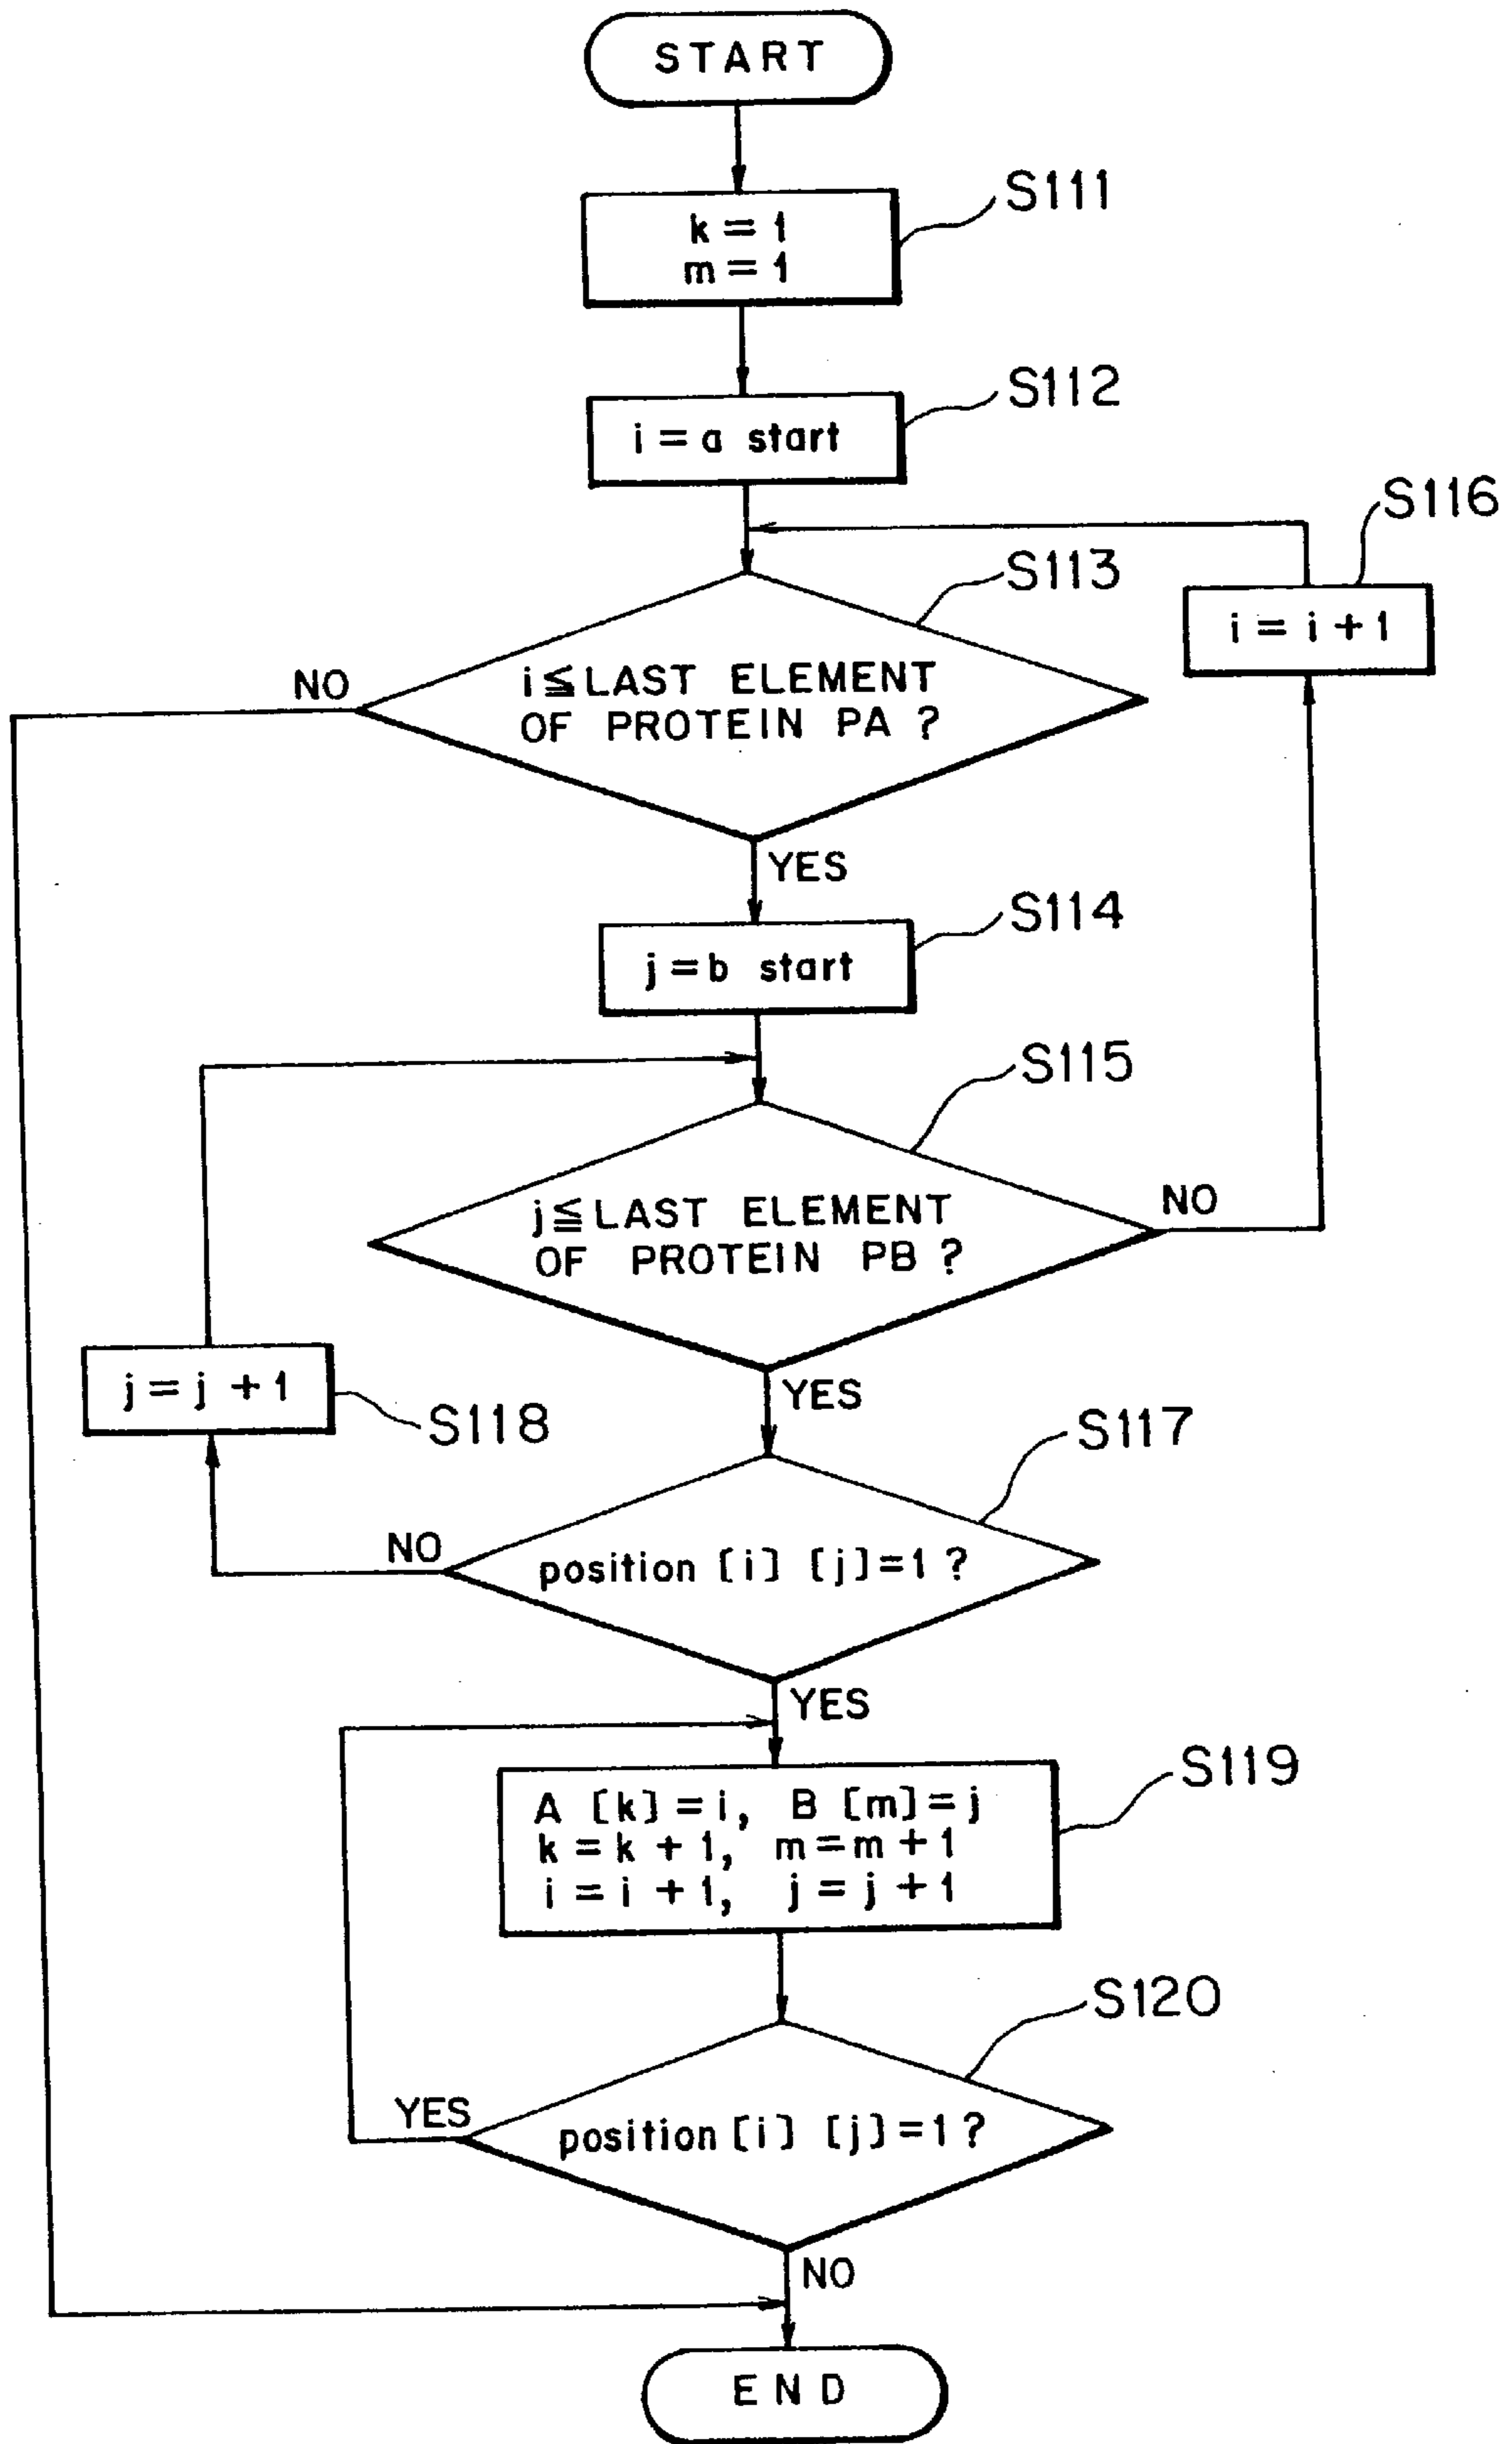 START
S111
k = 1
m = 1
S112
i = a start
S116
i = i + 1
S113
i ≦ LAST ELEMENT
OF PROTEIN PA ?
NO
YES
S114
j = b start
S115
j ≦ LAST ELEMENT
OF PROTEIN PB ?
NO
YES
j = j + 1
S118
S117
position [i] [j] = 1 ?
NO
YES
S119
A [k] = i, B [m] = j
k = k + 1, m = m + 1
i = i + 1, j = j + 1
S120
position [i] [j] = 1 ?
YES
NO
END